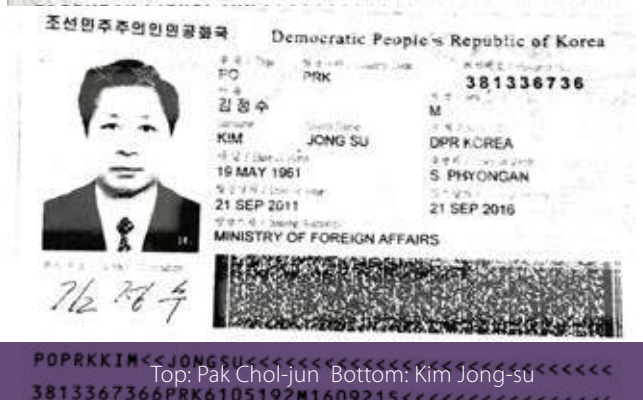 조선민주주의인민공화국
Democratic People's Republic of Korea
PO PRK 381336736
김정수 M
KIM JONG SU DPR KOREA
19 MAY 1961 S. PHYONGAN
21 SEP 2011 21 SEP 2016
MINISTRY OF FOREIGN AFFAIRS
김정수
POPRKKIM<<JONGSU<<<<<<<<<<<<<<<<<<<<<<<<<<<<
Top: Pak Chol-jun Bottom: Kim Jong-su
3813367366PRK6105192M1609215<<<<<<<<<<<<<<